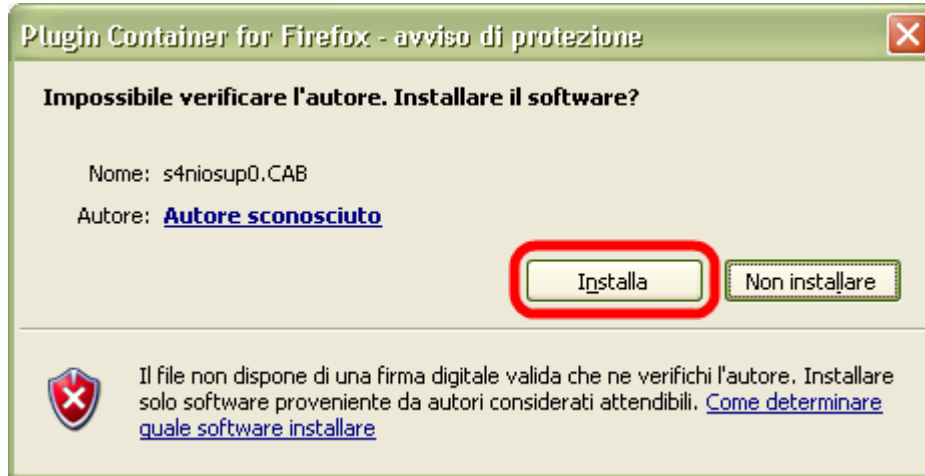 Plugin Container for Firefox - avviso di protezione
Impossibile verificare l'autore. Installare il software?
Nome: s4niosup0.CAB
Autore: Autore sconosciuto
Installa Non installare
Il file non dispone di una firma digitale valida che ne verifichi l'autore. Installare
solo software proveniente da autori considerati attendibili. Come determinare
quale software installare